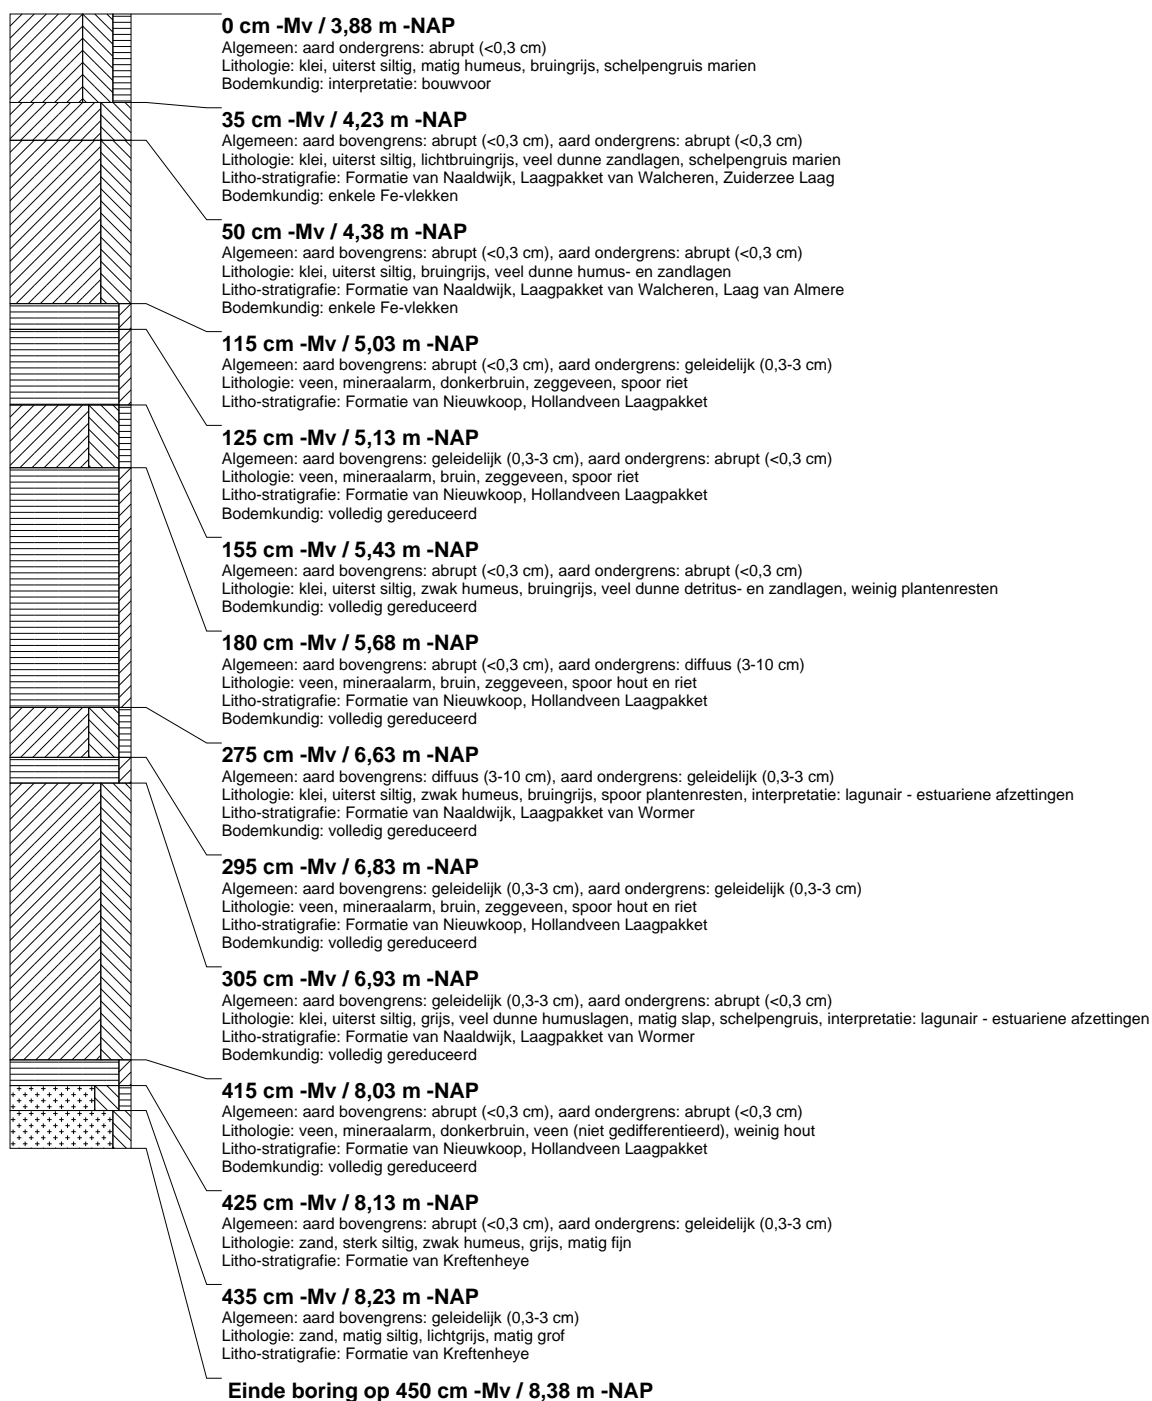 0 cm -Mv / 3,88 m -NAP
Algemeen: aard ondergrens: abrupt (<0,3 cm)
Lithologie: klei, uiterst siltig, matig humeus, bruingrijs, schelpengruis marien
Bodemkundig: interpretatie: bouwvoor
35 cm -Mv / 4,23 m -NAP
Algemeen: aard bovengrens: abrupt (<0,3 cm), aard ondergrens: abrupt (<0,3 cm)
Lithologie: klei, uiterst siltig, lichtbruingrijs, veel dunne zandlagen, schelpengruis marien
Litho-stratigrafie: Formatie van Naaldwijk, Laagpakket van Walcheren, Zuiderzee Laag
Bodemkundig: enkele Fe-vlekken
50 cm -Mv / 4,38 m -NAP
Algemeen: aard bovengrens: abrupt (<0,3 cm), aard ondergrens: abrupt (<0,3 cm)
Lithologie: klei, uiterst siltig, bruingrijs, veel dunne humus- en zandlagen
Litho-stratigrafie: Formatie van Naaldwijk, Laagpakket van Walcheren, Laag van Almere
Bodemkundig: enkele Fe-vlekken
115 cm -Mv / 5,03 m -NAP
Algemeen: aard bovengrens: abrupt (<0,3 cm), aard ondergrens: geleidelijk (0,3-3 cm)
Lithologie: veen, mineraalarm, donkerbruin, zeggeveen, spoor riet
Litho-stratigrafie: Formatie van Nieuwkoop, Hollandveen Laagpakket
125 cm -Mv / 5,13 m -NAP
Algemeen: aard bovengrens: geleidelijk (0,3-3 cm), aard ondergrens: abrupt (<0,3 cm)
Lithologie: veen, mineraalarm, bruin, zeggeveen, spoor riet
Litho-stratigrafie: Formatie van Nieuwkoop, Hollandveen Laagpakket
Bodemkundig: volledig gereduceerd
155 cm -Mv / 5,43 m -NAP
Algemeen: aard bovengrens: abrupt (<0,3 cm), aard ondergrens: abrupt (<0,3 cm)
Lithologie: klei, uiterst siltig, zwak humeus, bruingrijs, veel dunne detritus- en zandlagen, weinig plantenresten
Bodemkundig: volledig gereduceerd
180 cm -Mv / 5,68 m -NAP
Algemeen: aard bovengrens: abrupt (<0,3 cm), aard ondergrens: diffuus (3-10 cm)
Lithologie: veen, mineraalarm, bruin, zeggeveen, spoor hout en riet
Litho-stratigrafie: Formatie van Nieuwkoop, Hollandveen Laagpakket
Bodemkundig: volledig gereduceerd
275 cm -Mv / 6,63 m -NAP
Algemeen: aard bovengrens: diffuus (3-10 cm), aard ondergrens: geleidelijk (0,3-3 cm)
Lithologie: klei, uiterst siltig, zwak humeus, bruingrijs, spoor plantenresten, interpretatie: lagunair - estuariene afzettingen
Litho-stratigrafie: Formatie van Naaldwijk, Laagpakket van Wormer
Bodemkundig: volledig gereduceerd
295 cm -Mv / 6,83 m -NAP
Algemeen: aard bovengrens: geleidelijk (0,3-3 cm), aard ondergrens: geleidelijk (0,3-3 cm)
Lithologie: veen, mineraalarm, bruin, zeggeveen, spoor hout en riet
Litho-stratigrafie: Formatie van Nieuwkoop, Hollandveen Laagpakket
Bodemkundig: volledig gereduceerd
305 cm -Mv / 6,93 m -NAP
Algemeen: aard bovengrens: geleidelijk (0,3-3 cm), aard ondergrens: abrupt (<0,3 cm)
Lithologie: klei, uiterst siltig, grijs, veel dunne humuslagen, matig slap, schelpengruis, interpretatie: lagunair - estuariene afzettingen
Litho-stratigrafie: Formatie van Naaldwijk, Laagpakket van Wormer
Bodemkundig: volledig gereduceerd
415 cm -Mv / 8,03 m -NAP
Algemeen: aard bovengrens: abrupt (<0,3 cm), aard ondergrens: abrupt (<0,3 cm)
Lithologie: veen, mineraalarm, donkerbruin, veen (niet gedifferentieerd), weinig hout
Litho-stratigrafie: Formatie van Nieuwkoop, Hollandveen Laagpakket
Bodemkundig: volledig gereduceerd
425 cm -Mv / 8,13 m -NAP
Algemeen: aard bovengrens: abrupt (<0,3 cm), aard ondergrens: geleidelijk (0,3-3 cm)
Lithologie: zand, sterk siltig, zwak humeus, grijs, matig fijn
Litho-stratigrafie: Formatie van Kreftenheye
435 cm -Mv / 8,23 m -NAP
Algemeen: aard bovengrens: geleidelijk (0,3-3 cm)
Lithologie: zand, matig siltig, lichtgrijs, matig grof
Litho-stratigrafie: Formatie van Kreftenheye
Einde boring op 450 cm -Mv / 8,38 m -NAP